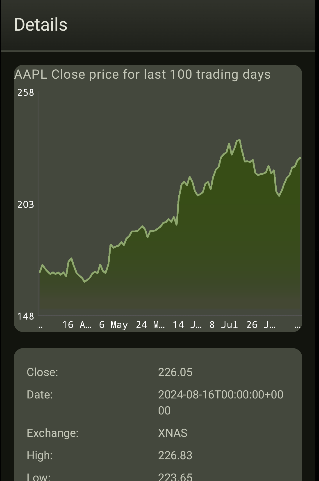 Details
AAPL Close price for last 100 trading days
258
203
148
.. 16 A… 6 May 24 W… 14 J… 8 Jul 26 J… …
Close: 226.05
Date: 2024-08-16T00:00:00+00
00
Exchange: XNAS
High: 226.83
Low: 223.65